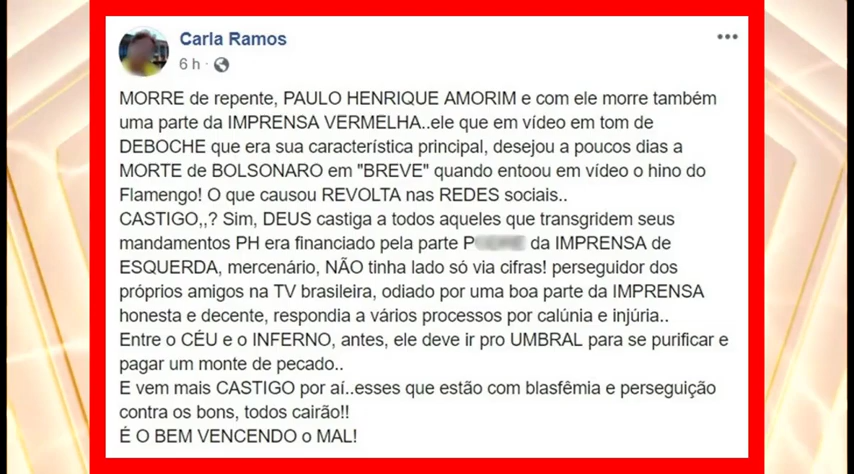 Carla Ramos
6 h ·
MORRE de repente, PAULO HENRIQUE AMORIM e com ele morre também
uma parte da IMPRENSA VERMELHA..ele que em vídeo em tom de
DEBOCHE que era sua característica principal, desejou a poucos dias a
MORTE de BOLSONARO em "BREVE" quando entoou em vídeo o hino do
Flamengo! O que causou REVOLTA nas REDES sociais..
CASTIGO,,? Sim, DEUS castiga a todos aqueles que transgridem seus
mandamentos PH era financiado pela parte da IMPRENSA de
ESQUERDA, mercenário, NÃO tinha lado só via cifras! perseguidor dos
próprios amigos na TV brasileira, odiado por uma boa parte da IMPRENSA
honesta e decente, respondia a vários processos por calúnia e injúria..
Entre o CÉU e o INFERNO, antes, ele deve ir pro UMBRAL para se purificar e
pagar um monte de pecado..
E vem mais CASTIGO por aí..esses que estão com blasfêmia e perseguição
contra os bons, todos cairão!!
É O BEM VENCENDO o MAL!